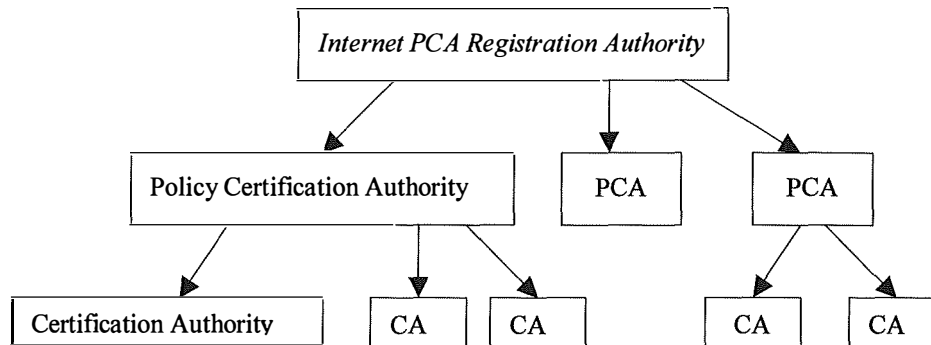 Internet PCA Registration Authority
Policy Certification Authority
PCA
PCA
Certification Authority
CA
CA
CA
CA